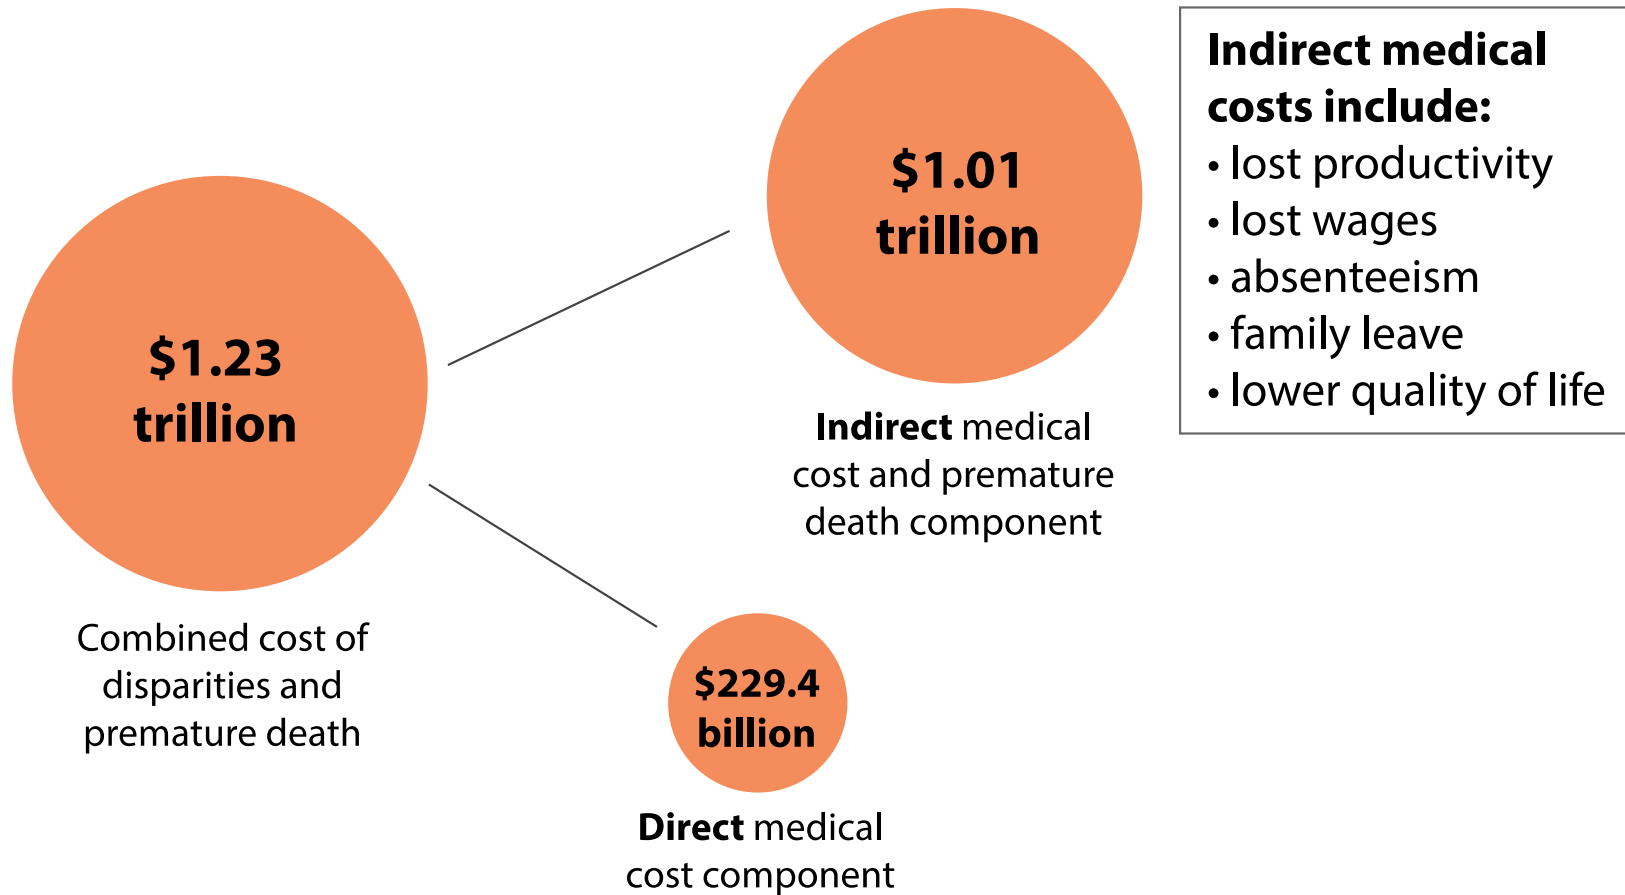 $1.23
trillion
Combined cost of
disparities and
premature death
$1.01
trillion
Indirect medical
cost and premature
death component
$229.4
billion
Direct medical
cost component
Indirect medical
costs include:
• lost productivity
• lost wages
• absenteeism
• family leave
• lower quality of life